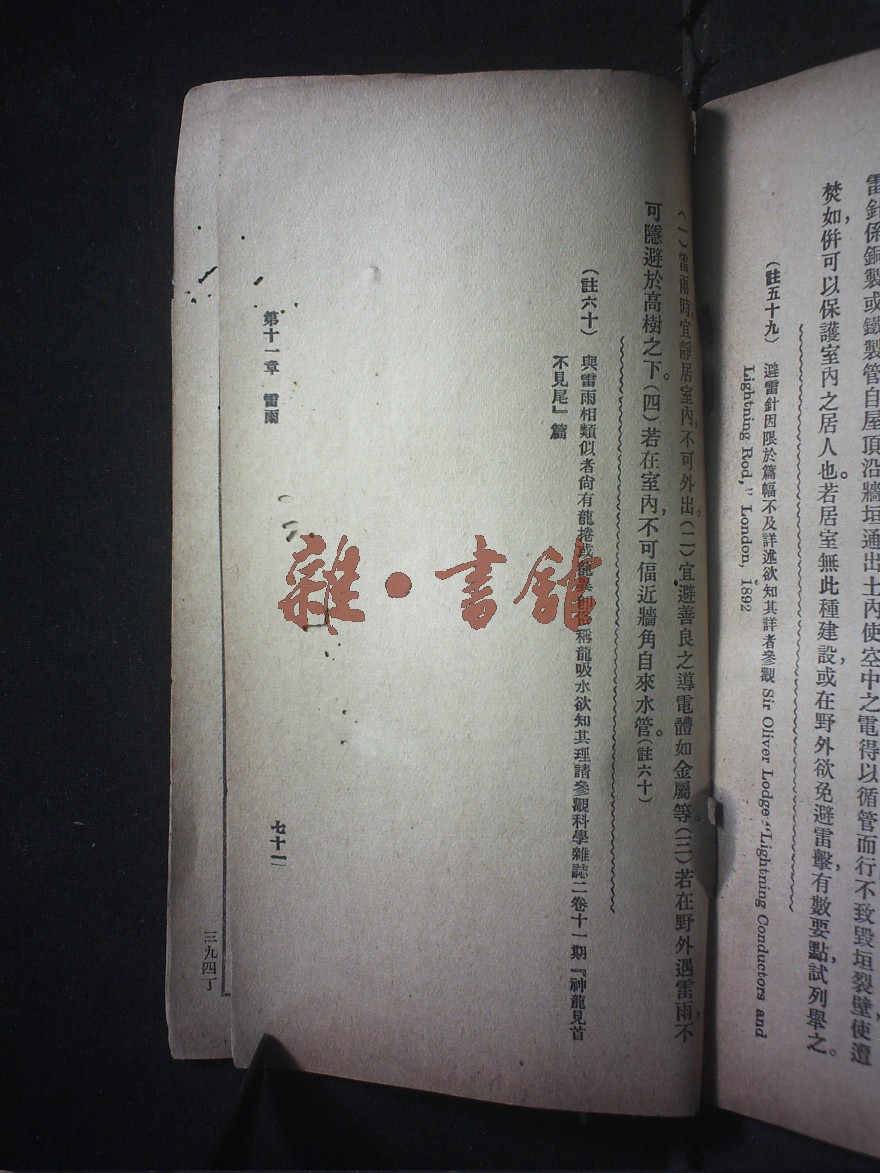 雷針係銅製或鐵製管自屋頂沿牆垣通出土內使空中之電得以循管而行不致毀垣裂壁使遭
焚如,併可以保護室內之居人也。若居室無此種建設,或在野外欲免避雷擊,有數要點,試列舉之。
(註五十九) 避雷針因限於篇幅不及詳述欲知其詳者參觀 Sir Oliver Lodge "Lightning Conductors and
Lightning Rod," London, 1892
(一)雷雨時,宜靜居室內,不可外出。(二)宜避善良之導電體如金屬等。(三)若在野外遇雷雨,不
可隱避於高樹之下。(四)若在室內,不可偪近牆角自來水管。(註六十)
(註六十) 與雷雨相類似者尙有龍捲或 稱龍吸水欲知其理請參觀科學雜誌二卷十一期『神龍見首
不見尾』篇
第十一章 雷雨
七十一
三九四丁
雜·書館